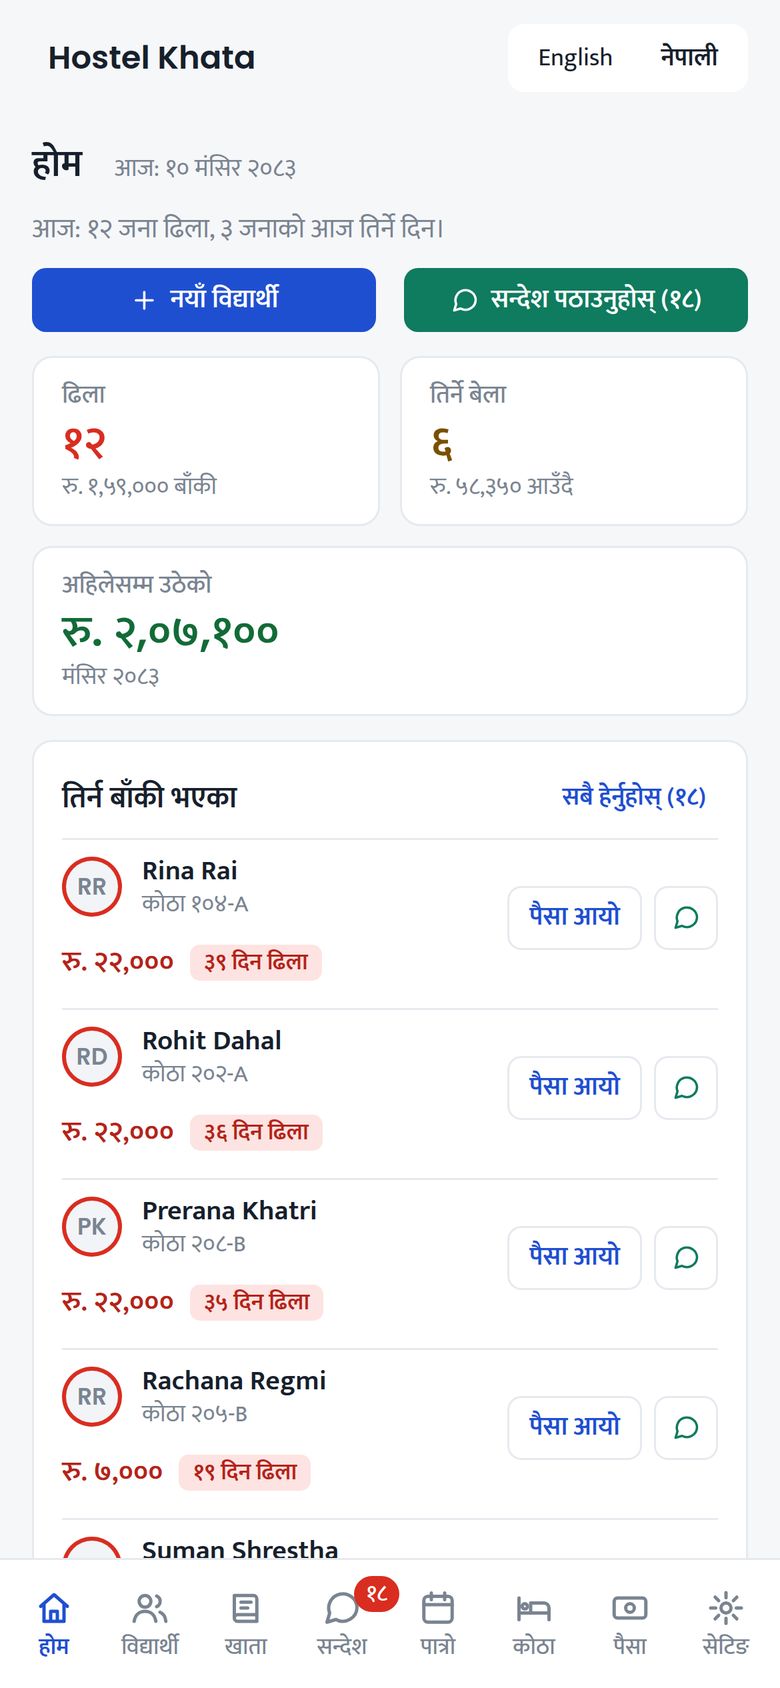 Hostel Khata
English नेपाली
होम आज: १० मंसिर २०८३
आज: १२ जना ढिला, ३ जनाको आज तिर्ने दिन।
नयाँ विद्यार्थी सन्देश पठाउनुहोस् (१८)
ढिला
१२
रु. १,५९,००० बाँकी
तिर्ने बेला
६
रु. ५८,३५० आउँदै
अहिलेसम्म उठेको
रु. २,०७,१००
मंसिर २०८३
तिर्न बाँकी भएका सबै हेर्नुहोस् (१८)
RR Rina Rai
कोठा १०४-A
पैसा आयो
रु. २२,००० ३९ दिन ढिला
RD Rohit Dahal
कोठा २०२-A
पैसा आयो
रु. २२,००० ३६ दिन ढिला
PK Prerana Khatri
कोठा २०८-B
पैसा आयो
रु. २२,००० ३५ दिन ढिला
RR Rachana Regmi
कोठा २०५-B
पैसा आयो
रु. ७,००० १९ दिन ढिला
Suman Shrestha
१८
होम विद्यार्थी खाता सन्देश पात्रो कोठा पैसा सेटिङ